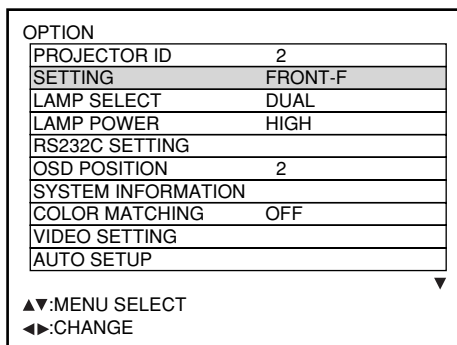 OPTION
PROJECTOR ID 2
SETTING FRONT-F
LAMP SELECT DUAL
LAMP POWER HIGH
RS232C SETTING
OSD POSITION 2
SYSTEM INFORMATION
COLOR MATCHING OFF
VIDEO SETTING
AUTO SETUP
▼
▲▼:MENU SELECT
◀▶:CHANGE